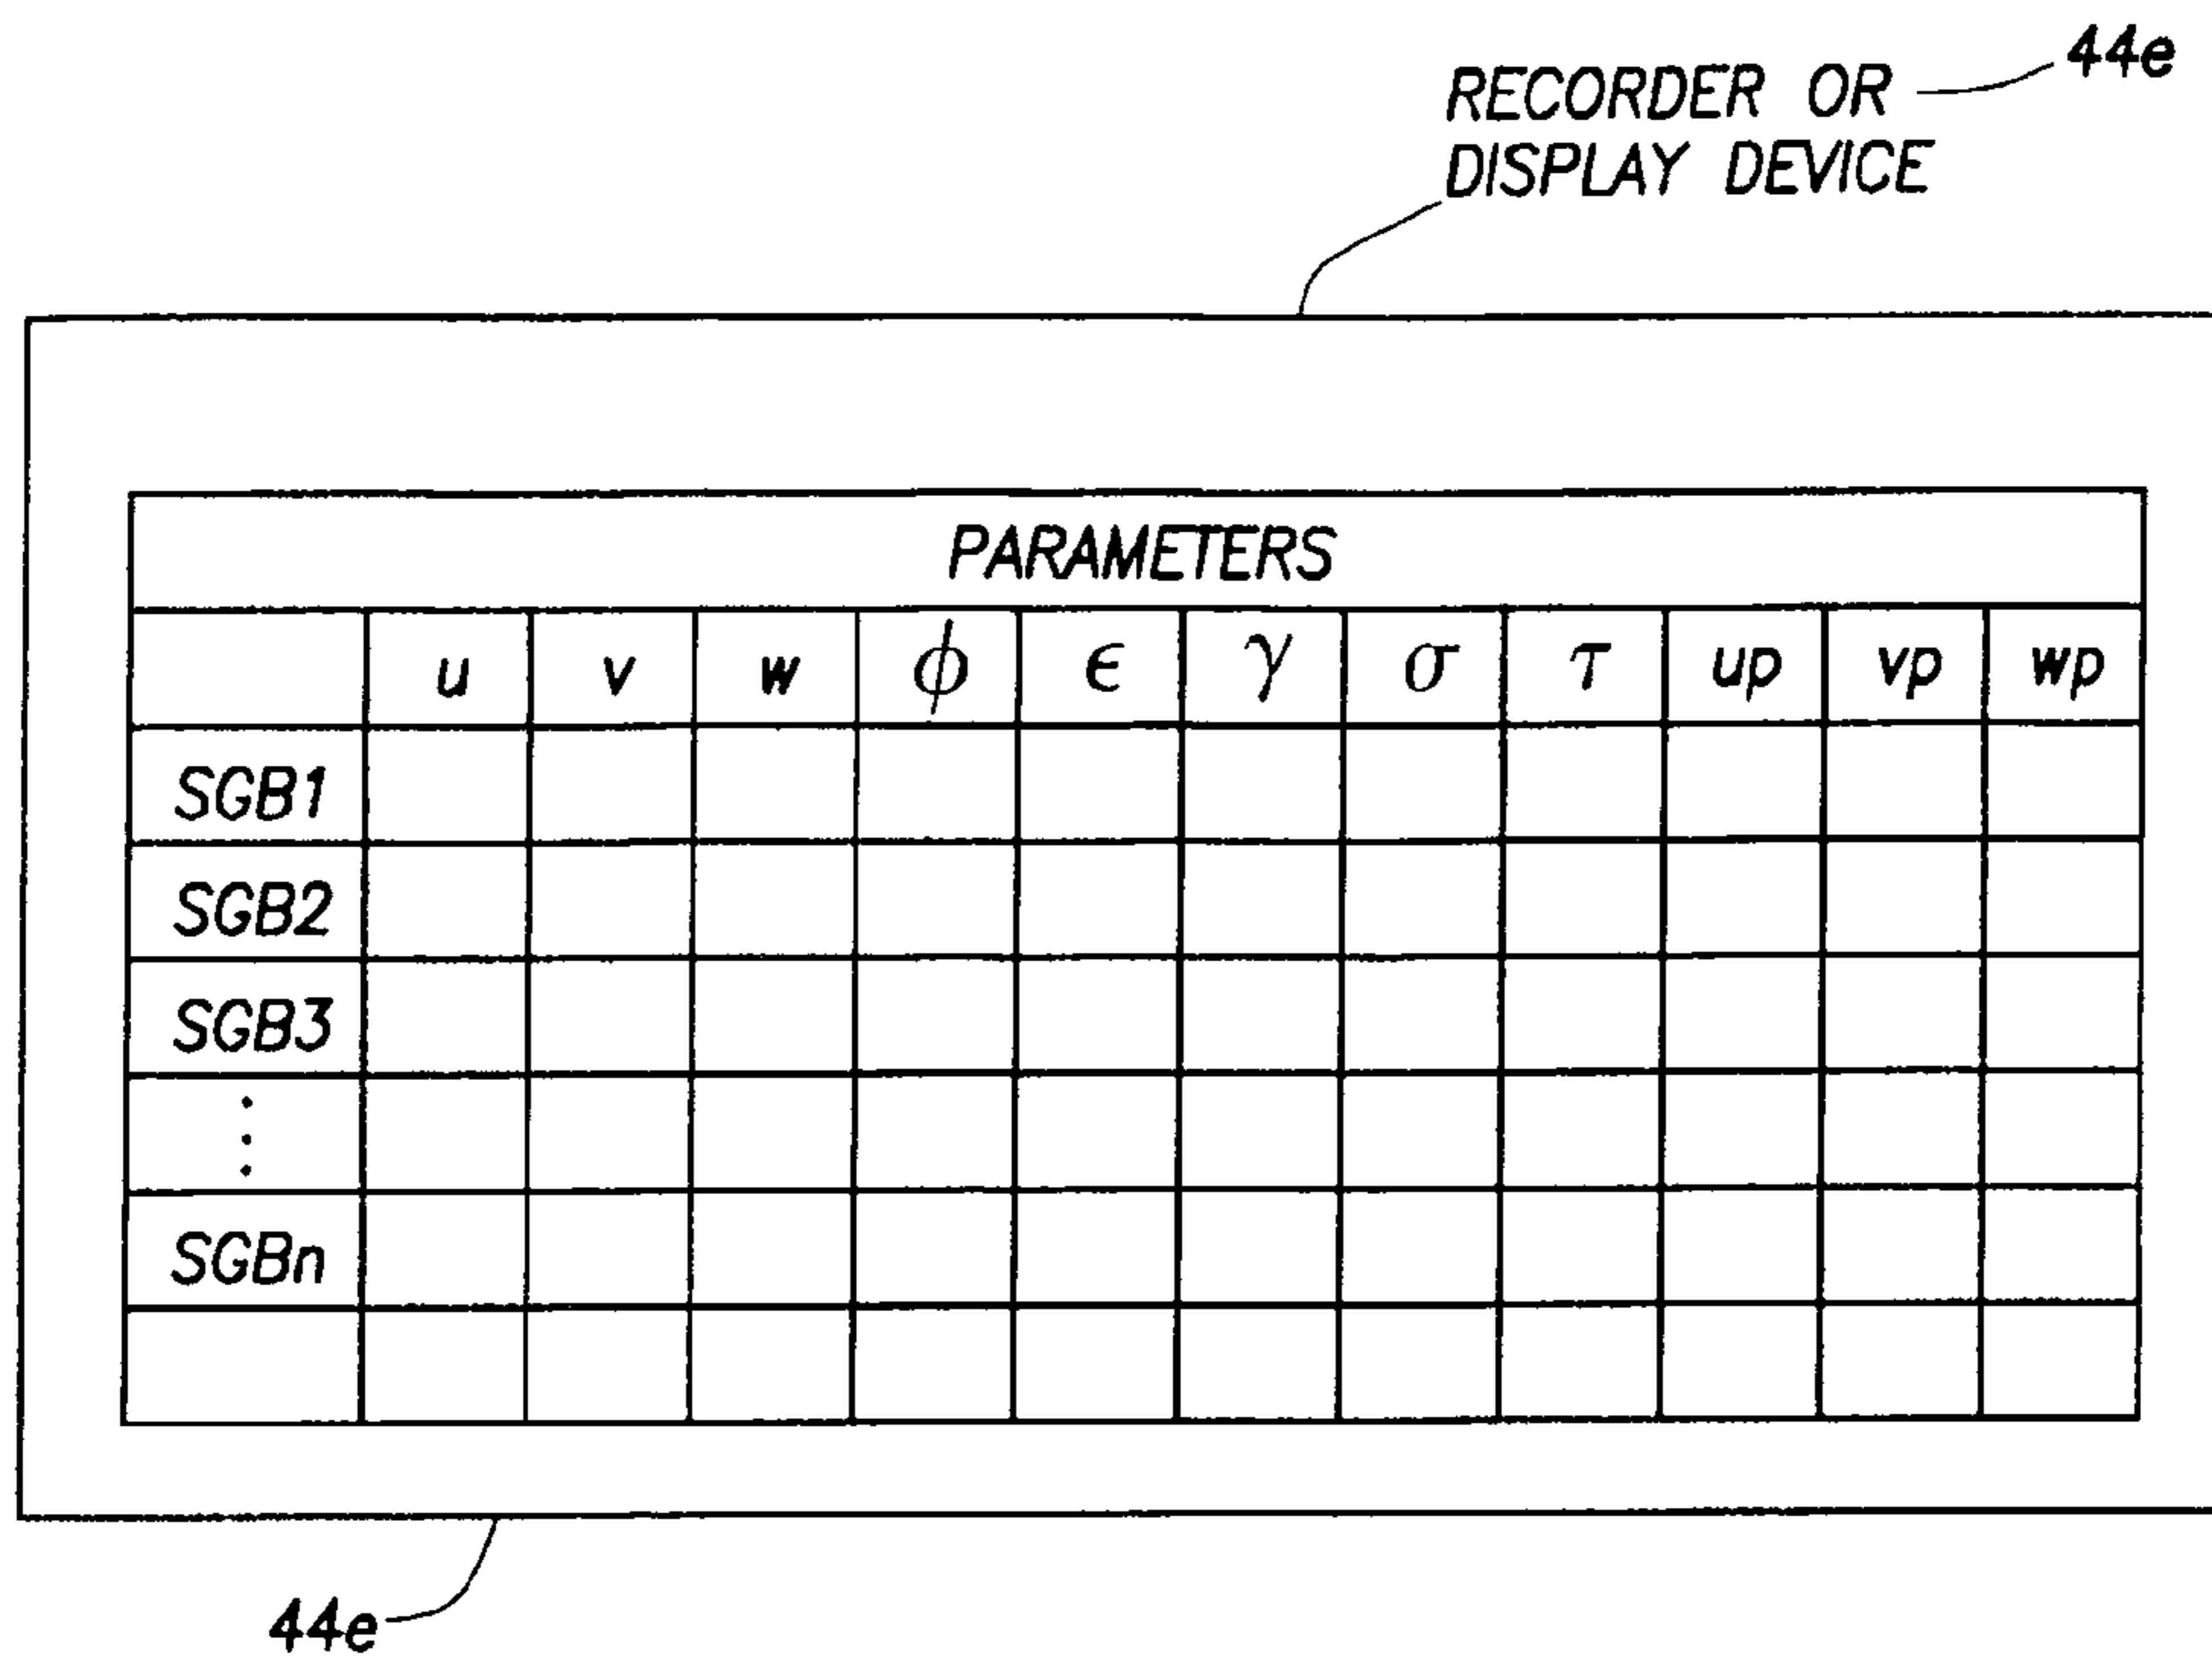 44e
RECORDER OR
DISPLAY DEVICE
PARAMETERS
u v w ϕ ϵ γ σ τ up vp wp
SGB1
SGB2
SGB3
⋮
SGBn
44e